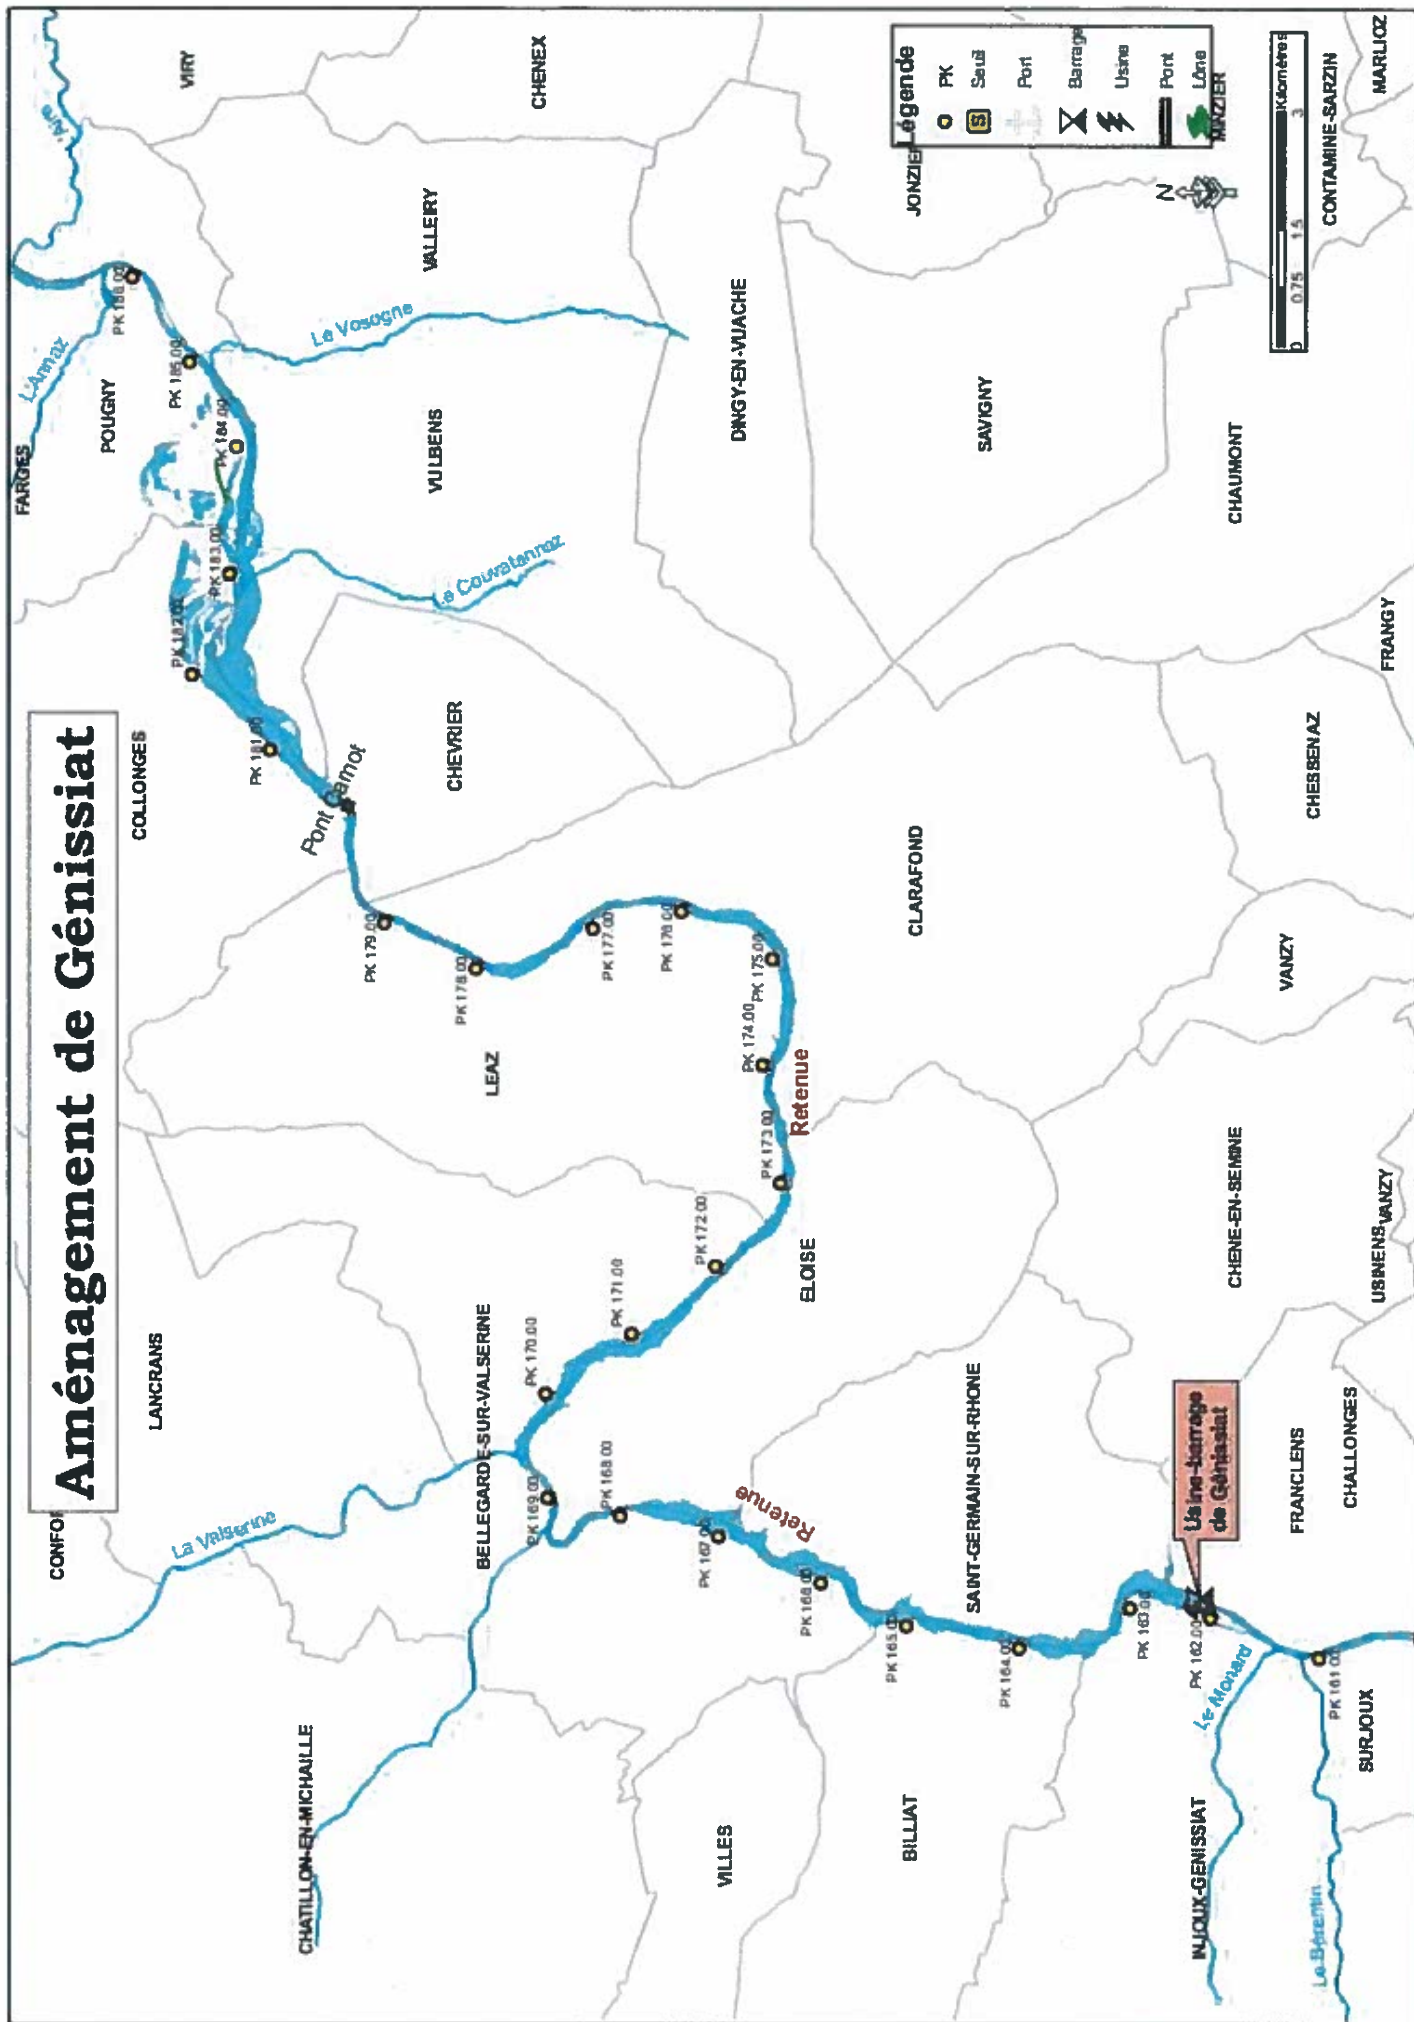 Aménagement de Génissiat
CONFOR
LANCRANS
COLLONGES
FARGES
POUGNY
VIRY
L'Aire
L'Annaz
PK 186.00
PK 185.00
PK 184.00
PK 183.00
PK 182.00
PK 181.00
Pont Carnot
La Valserine
Le Vosogne
Le Couvatannaz
VALLEIRY
VULBENS
CHEVRIER
CHENEX
CHATILLON-EN-MICHAILLE
BELLEGARDE-SUR-VALSERINE
LEAZ
PK 179.00
PK 178.00
PK 177.00
PK 176.00
PK 175.00
PK 174.00
PK 173.00
PK 172.00
PK 171.00
PK 170.00
PK 169.00
PK 168.00
PK 167.00
PK 166.00
PK 165.00
PK 164.00
PK 163.00
PK 162.00
PK 161.00
Retenue
Retenue
ELOISE
DINGY-EN-VUACHE
VILLES
BILLIAT
SAINT-GERMAIN-SUR-RHONE
CLARAFOND
SAVIGNY
JONZIER
INJOUX-GENISSIAT
Le Monard
Usine-barrage
de Génissiat
CHENE-EN-SEMINE
VANZY
CHAUMONT
CHESSENAZ
FRANCLENS
CHALLONGES
USINENS
VANZY
FRANGY
Le Bérentin
SURJOUX
CONTAMINE-SARZIN
MARLIOZ
MINZIER
Légende
PK
S Seuil
Port
Barrage
Usine
Pont
Lône
N
0 0.75 1.5 3
Kilomètres